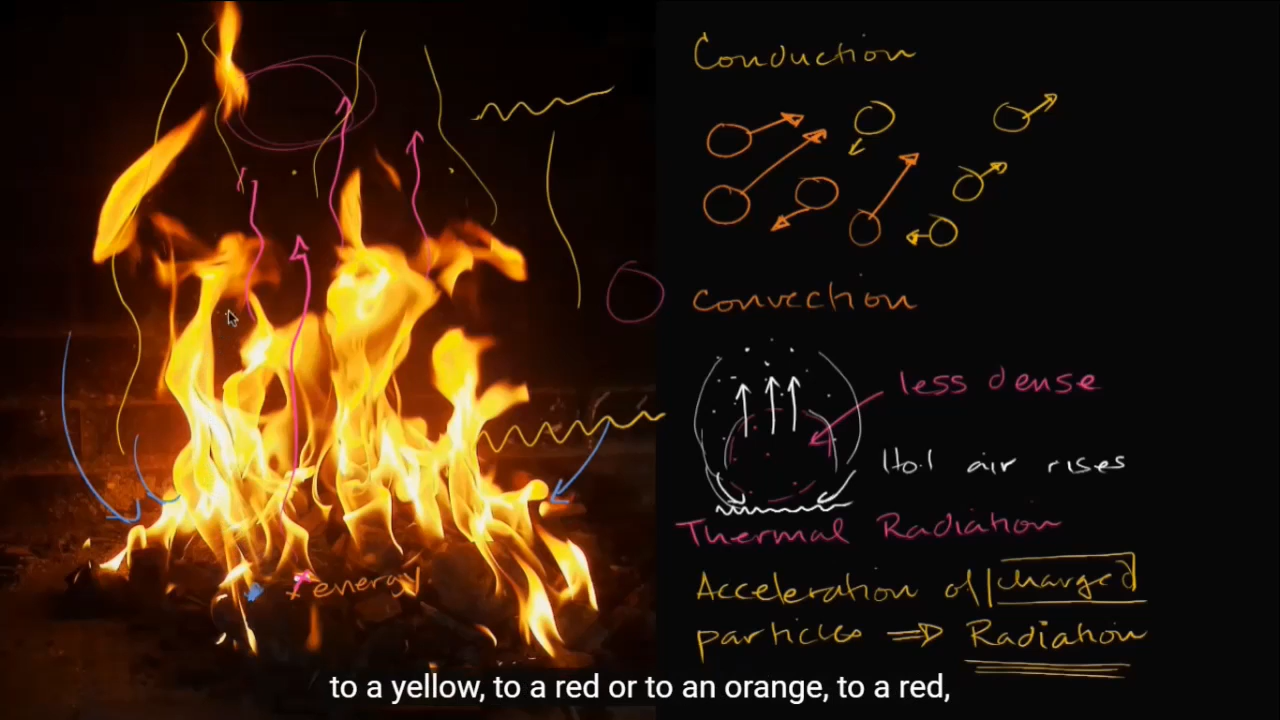 Conduction
Convection
less dense
Hot air rises
Thermal Radiation
Acceleration of charged
particles => Radiation
↑energy
to a yellow, to a red or to an orange, to a red,